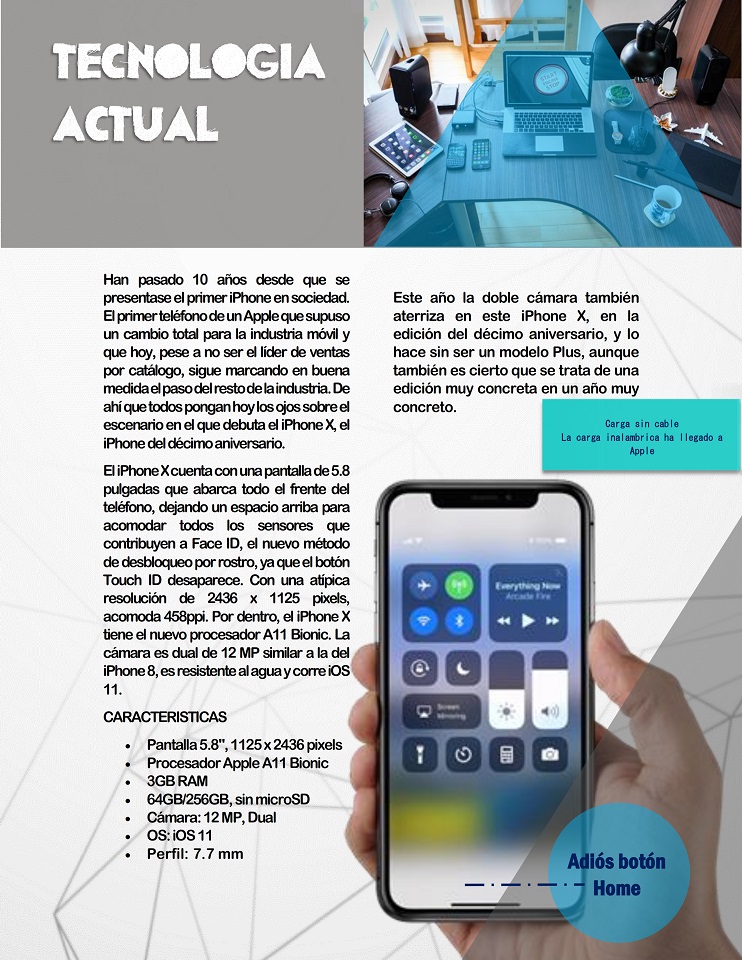 TECNOLOGIA
ACTUAL
Han pasado 10 años desde que se
presentase el primer iPhone en sociedad.
El primer teléfono de un Apple que supuso
un cambio total para la industria móvil y
que hoy, pese a no ser el líder de ventas
por catálogo, sigue marcando en buena
medida el paso del resto de la industria. De
ahí que todos pongan hoy los ojos sobre el
escenario en el que debuta el iPhone X, el
iPhone del décimo aniversario.
El iPhone X cuenta con una pantalla de 5.8
pulgadas que abarca todo el frente del
teléfono, dejando un espacio arriba para
acomodar todos los sensores que
contribuyen a Face ID, el nuevo método
de desbloqueo por rostro, ya que el botón
Touch ID desaparece. Con una atípica
resolución de 2436 x 1125 pixels,
acomoda 458ppi. Por dentro, el iPhone X
tiene el nuevo procesador A11 Bionic. La
cámara es dual de 12 MP similar a la del
iPhone 8, es resistente al agua y corre iOS
11.
CARACTERISTICAS
• Pantalla 5.8", 1125 x 2436 pixels
• Procesador Apple A11 Bionic
• 3GB RAM
• 64GB/256GB, sin microSD
• Cámara: 12 MP, Dual
• OS: iOS 11
• Perfil: 7.7 mm
Este año la doble cámara también
aterriza en este iPhone X, en la
edición del décimo aniversario, y lo
hace sin ser un modelo Plus, aunque
también es cierto que se trata de una
edición muy concreta en un año muy
concreto.
Carga sin cable
La carga inalambrica ha llegado a
Apple
Everything Now
Arcade Fire
Screen
Mirroring
Adiós botón
Home